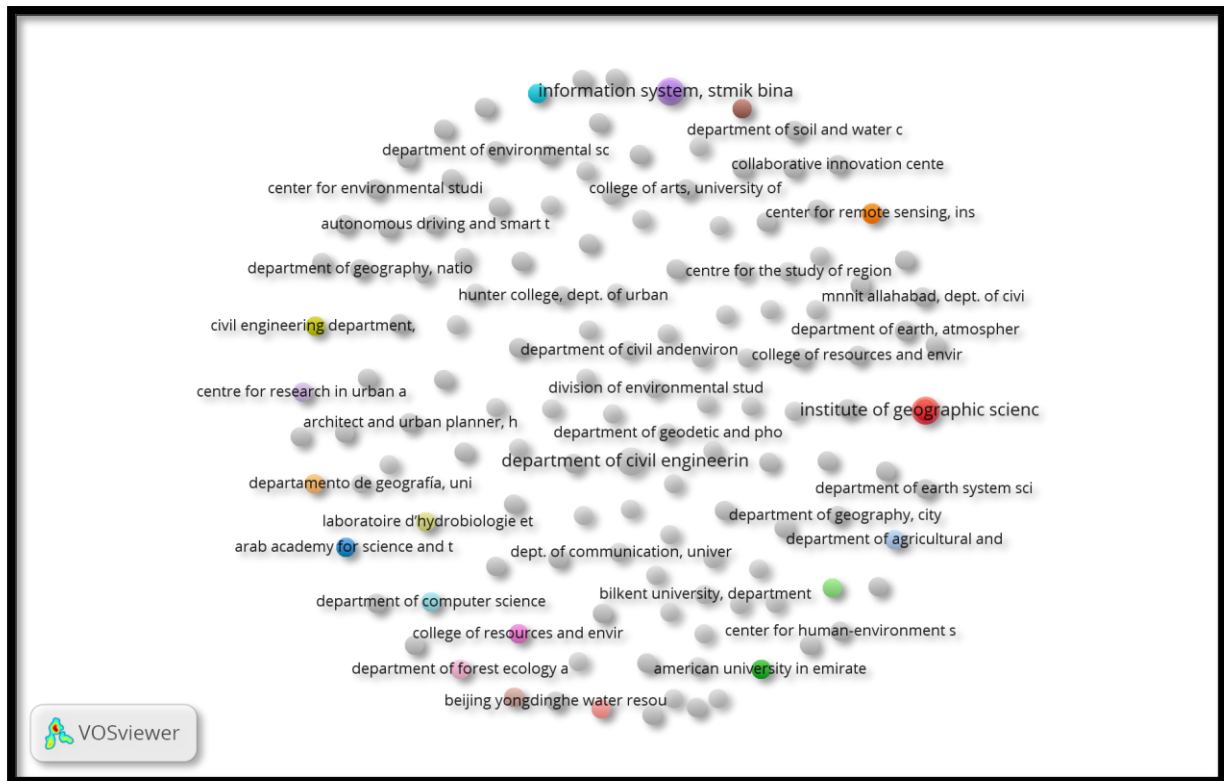 information system, stmik bina
department of soil and water c
department of environmental sc
collaborative innovation cente
center for environmental studi
college of arts, university of
center for remote sensing, ins
autonomous driving and smart t
department of geography, natio
centre for the study of region
hunter college, dept. of urban
mnnit allahabad, dept. of civi
civil engineering department,
department of earth, atmospher
department of civil andenviron
college of resources and envir
division of environmental stud
centre for research in urban a
institute of geographic scienc
architect and urban planner, h
department of geodetic and pho
department of civil engineerin
departamento de geografía, uni
department of earth system sci
laboratoire d'hydrobiologie et
department of geography, city
department of agricultural and
arab academy for science and t
dept. of communication, univer
bilkent university, department
department of computer science
college of resources and envir
center for human-environment s
department of forest ecology a
american university in emirate
beijing yongdinghe water resou
VOSviewer